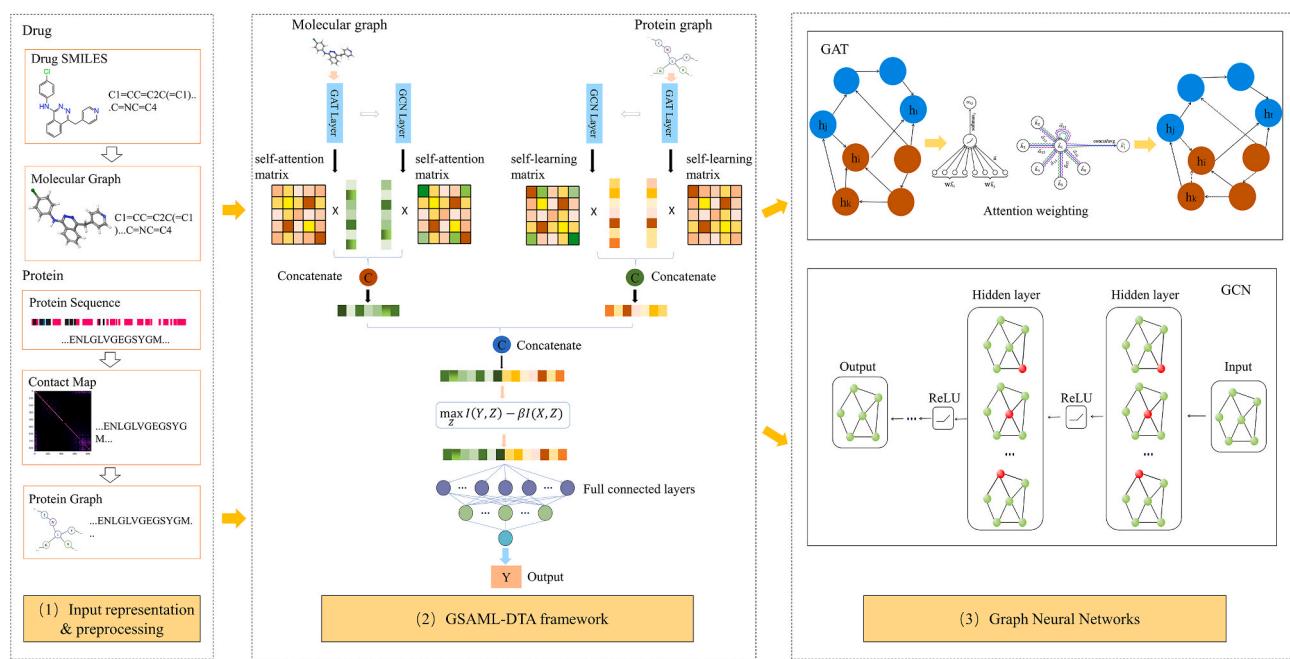 Drug
Drug SMILES
Cl
HN
N
N
N
C1=CC=C2C(=C1)..
.C=NC=C4
Molecular Graph
C1=CC=C2C(=C1
)...C=NC=C4
Protein
Protein Sequence
...ENLGLVGEGSYGM...
Contact Map
...ENLGLVGEGSYG
M...
Protein Graph
...ENLGLVGEGSYGM.
..
(1) Input representation
& preprocessing
Molecular graph
Protein graph
GAT Layer
GCN Layer
GCN Layer
GAT Layer
self-attention
matrix
self-attention
matrix
self-learning
matrix
self-learning
matrix
X
X
X
X
Concatenate
C
C
Concatenate
C
Concatenate
max I(Y,Z) − βI(X,Z)
Z
...
...
Full connected layers
...
...
Y
Output
(2) GSAML-DTA framework
GAT
hj
ht
hi
hk
hj
ht
hi
hk
Attention weighting
GCN
Hidden layer
Hidden layer
Output
Input
ReLU
ReLU
...
...
...
(3) Graph Neural Networks